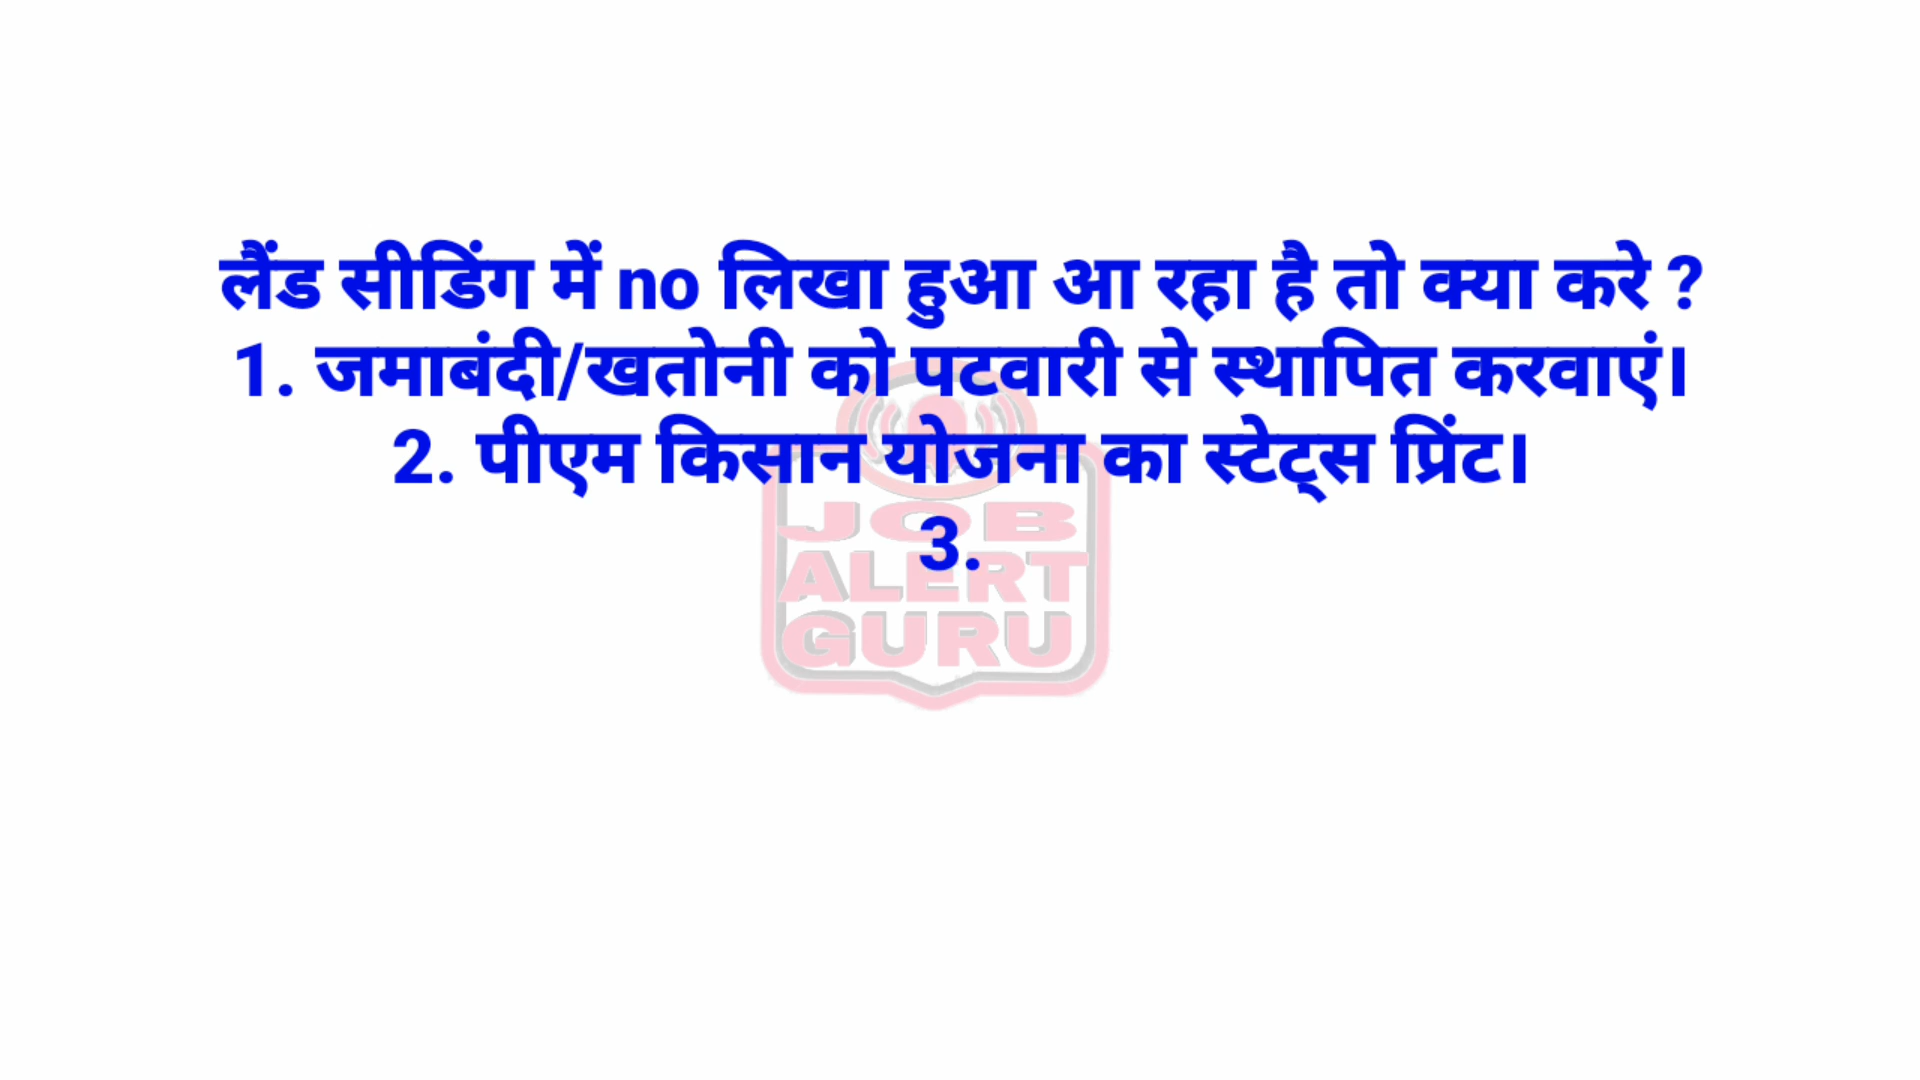 लैंड सीडिंग में no लिखा हुआ आ रहा है तो क्या करे ?
1. जमाबंदी/खतोनी को पटवारी से स्थापित करवाएं।
2. पीएम किसान योजना का स्टेट्स प्रिंट।
3.
JOB
ALERT
GURU